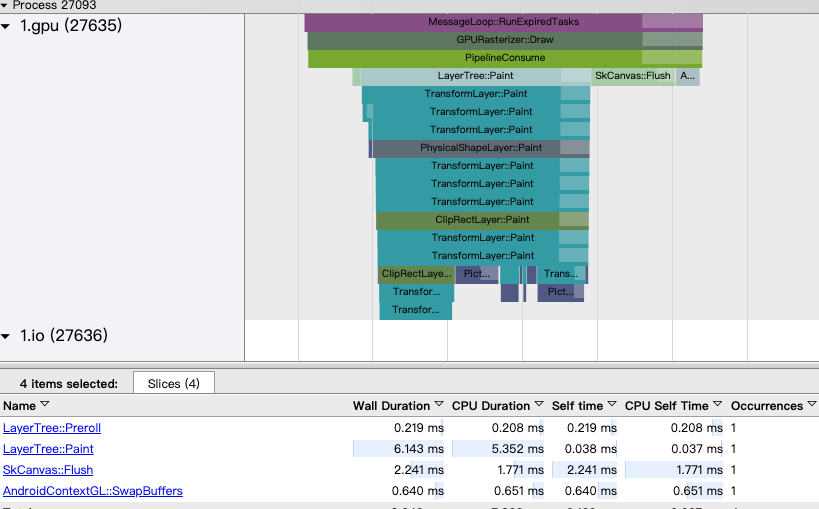 Process 27093
1.gpu (27635)
MessageLoop::RunExpiredTasks
GPURasterizer::Draw
PipelineConsume
LayerTree::Paint SkCanvas::Flush A...
TransformLayer::Paint
TransformLayer::Paint
TransformLayer::Paint
PhysicalShapeLayer::Paint
TransformLayer::Paint
TransformLayer::Paint
TransformLayer::Paint
ClipRectLayer::Paint
TransformLayer::Paint
TransformLayer::Paint
ClipRectLaye... Pict... Trans...
Transfor... Pict...
Transfor...
1.io (27636)
4 items selected: Slices (4)
Name Wall Duration CPU Duration Self time CPU Self Time Occurrences
LayerTree::Preroll 0.219 ms 0.208 ms 0.219 ms 0.208 ms 1
LayerTree::Paint 6.143 ms 5.352 ms 0.038 ms 0.037 ms 1
SkCanvas::Flush 2.241 ms 1.771 ms 2.241 ms 1.771 ms 1
AndroidContextGL::SwapBuffers 0.640 ms 0.651 ms 0.640 ms 0.651 ms 1